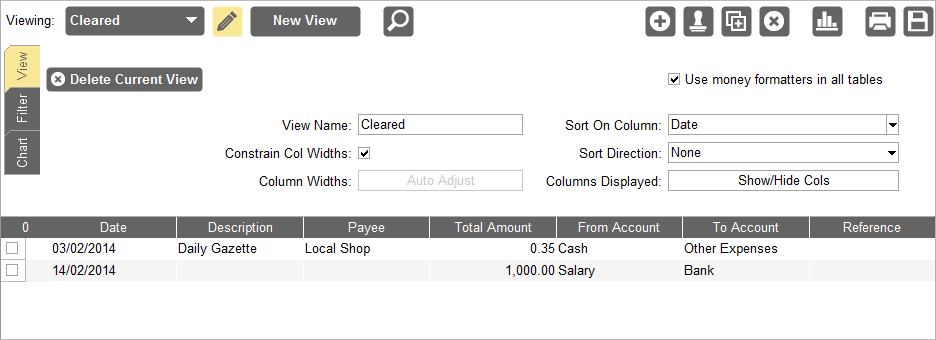 Viewing: Cleared New View
View
Filter
Chart
Delete Current View
Use money formatters in all tables
View Name: Cleared Sort On Column: Date
Constrain Col Widths: Sort Direction: None
Column Widths: Auto Adjust Columns Displayed: Show/Hide Cols
0 Date Description Payee Total Amount From Account To Account Reference
03/02/2014 Daily Gazette Local Shop 0.35 Cash Other Expenses
14/02/2014 1,000.00 Salary Bank